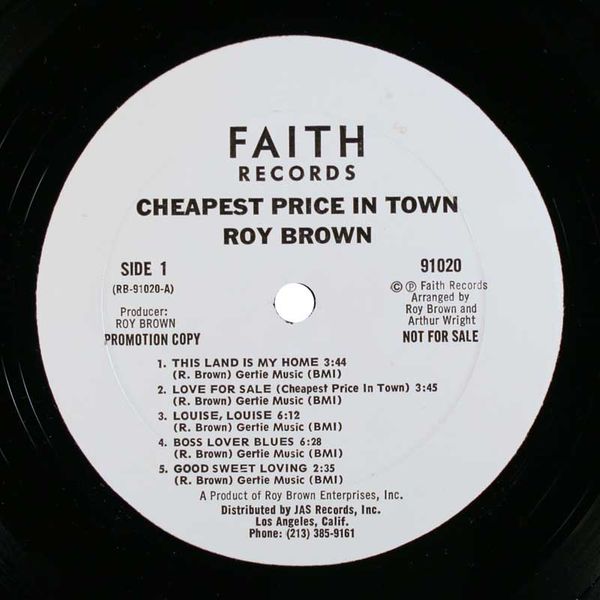 FAITH
RECORDS
CHEAPEST PRICE IN TOWN
ROY BROWN
SIDE 1
(RB-91020-A)
Producer:
ROY BROWN
PROMOTION COPY
91020
© ℗ Faith Records
Arranged by
Roy Brown and
Arthur Wright
NOT FOR SALE
1. THIS LAND IS MY HOME 3:44
(R. Brown) Gertie Music (BMI)
2. LOVE FOR SALE (Cheapest Price In Town) 3:45
(R. Brown) Gertie Music (BMI)
3. LOUISE, LOUISE 6:12
(R. Brown) Gertie Music (BMI)
4. BOSS LOVER BLUES 6:28
(R. Brown) Gertie Music (BMI)
5. GOOD SWEET LOVING 2:35
(R. Brown) Gertie Music (BMI)
A Product of Roy Brown Enterprises, Inc.
Distributed by JAS Records, Inc.
Los Angeles, Calif.
Phone: (213) 385-9161